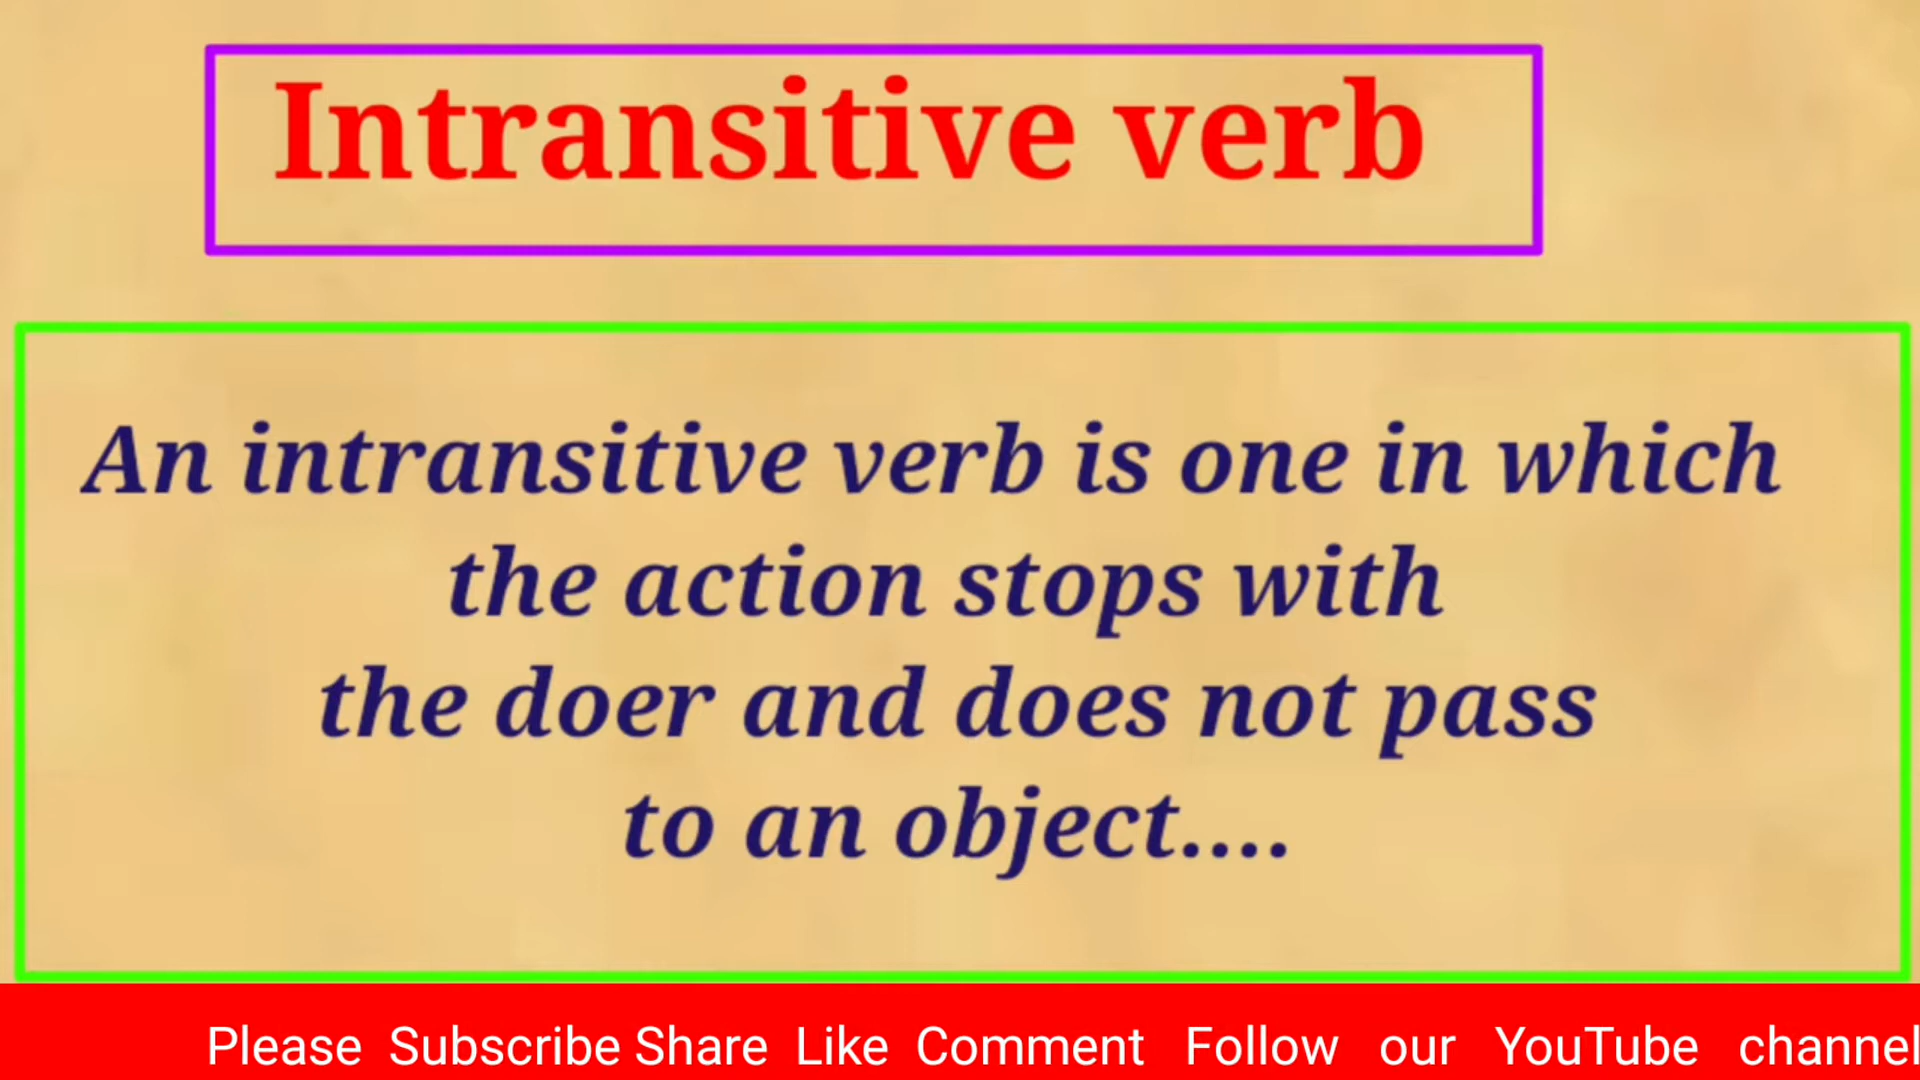 Intransitive verb
An intransitive verb is one in which
the action stops with
the doer and does not pass
to an object....
Please Subscribe Share Like Comment Follow our YouTube channel